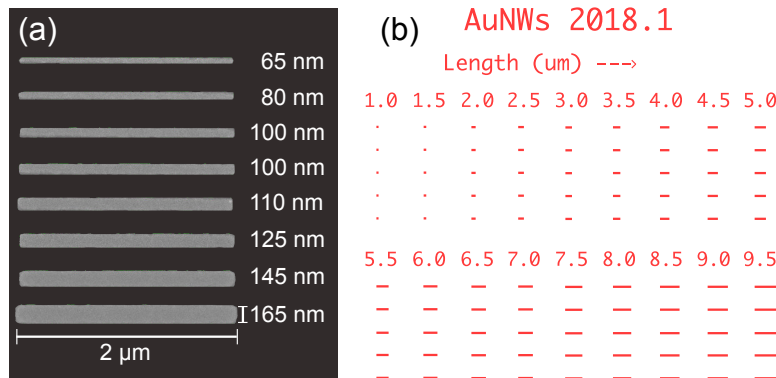 (a)
65 nm
80 nm
100 nm
100 nm
110 nm
125 nm
145 nm
165 nm
2 µm
(b)
AuNWs 2018.1
Length (um) --->
1.0 1.5 2.0 2.5 3.0 3.5 4.0 4.5 5.0
5.5 6.0 6.5 7.0 7.5 8.0 8.5 9.0 9.5